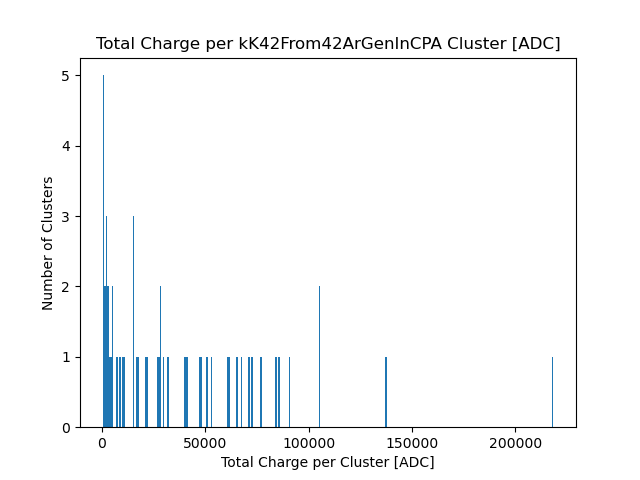 Total Charge per kK42From42ArGenInCPA Cluster [ADC]
5
4
3
2
1
0
Number of Clusters
0 50000 100000 150000 200000
Total Charge per Cluster [ADC]